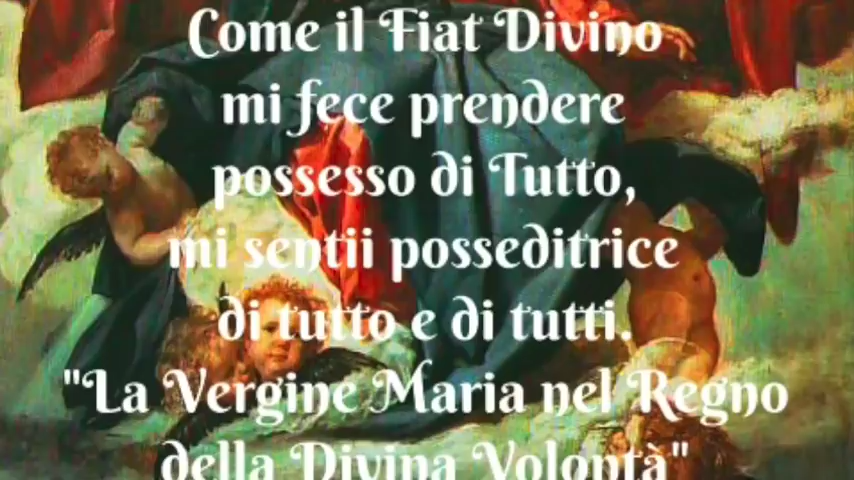 Come il Fiat Divino
mi fece prendere
possesso di Tutto,
mi sentii posseditrice
di tutto e di tutti.
"La Vergine Maria nel Regno
della Divina Volontà"